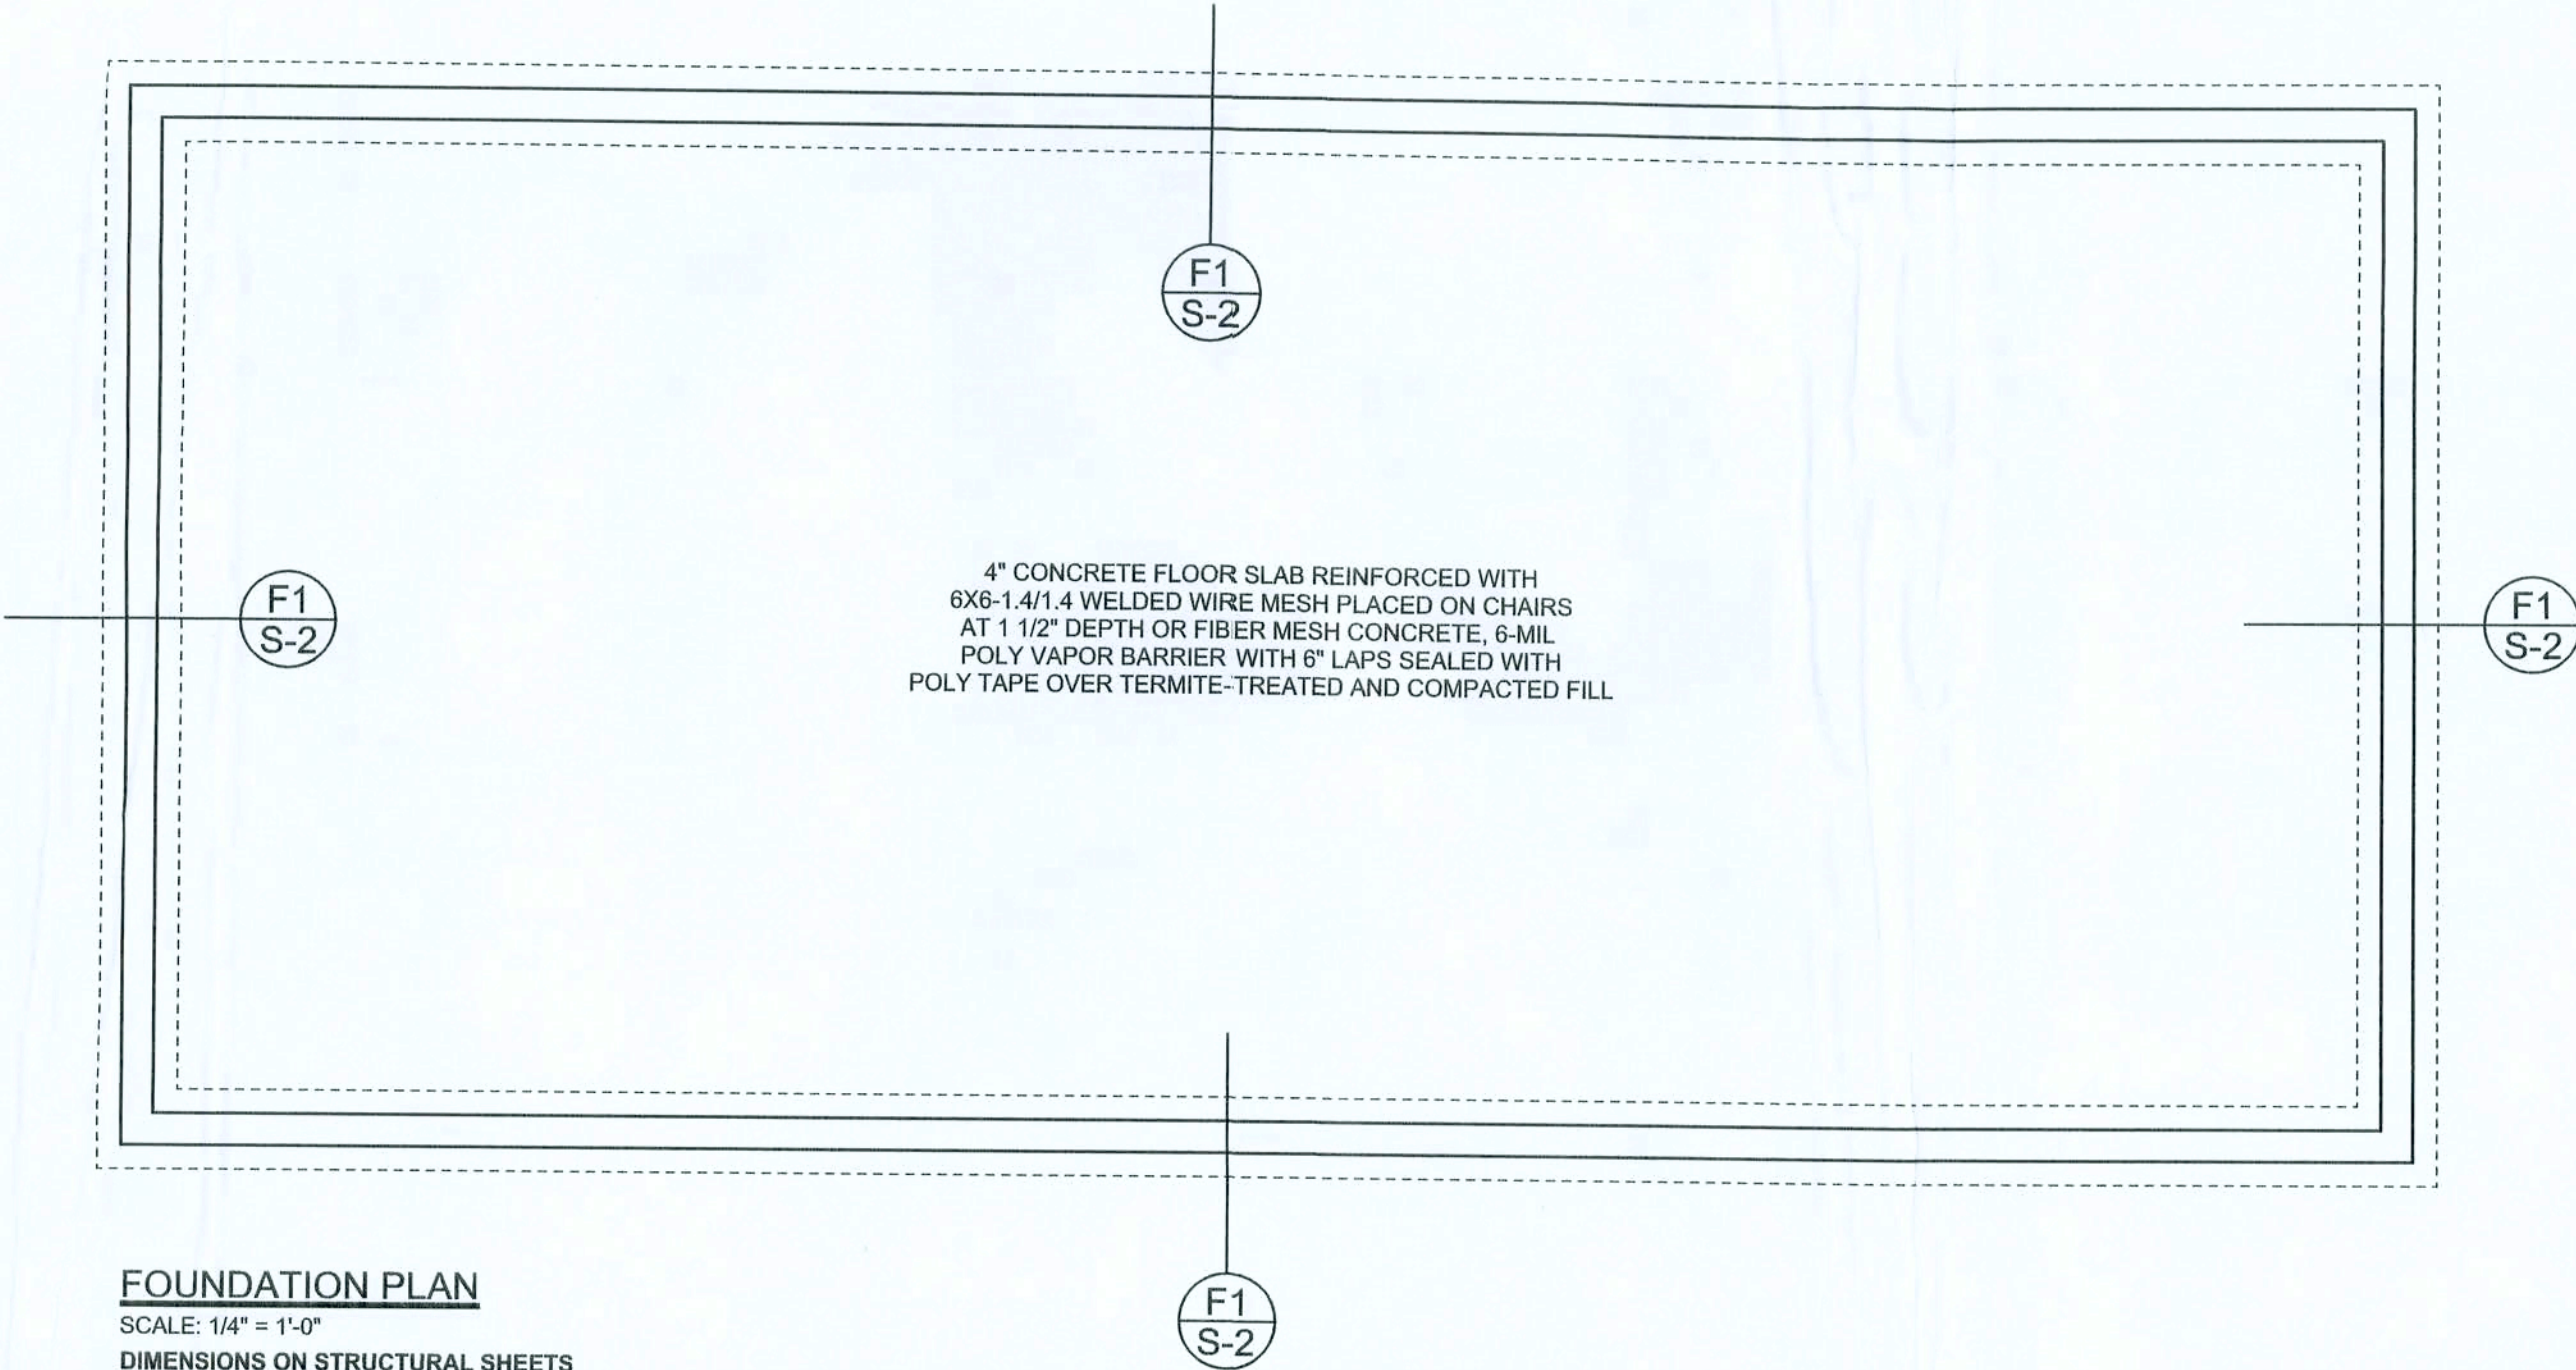 F1
S-2
4" CONCRETE FLOOR SLAB REINFORCED WITH
6X6-1.4/1.4 WELDED WIRE MESH PLACED ON CHAIRS
AT 1 1/2" DEPTH OR FIBER MESH CONCRETE, 6-MIL
POLY VAPOR BARRIER WITH 6" LAPS SEALED WITH
POLY TAPE OVER TERMITE-TREATED AND COMPACTED FILL
F1
S-2
F1
S-2
F1
S-2
FOUNDATION PLAN
SCALE: 1/4" = 1'-0"
DIMENSIONS ON STRUCTURAL SHEETS